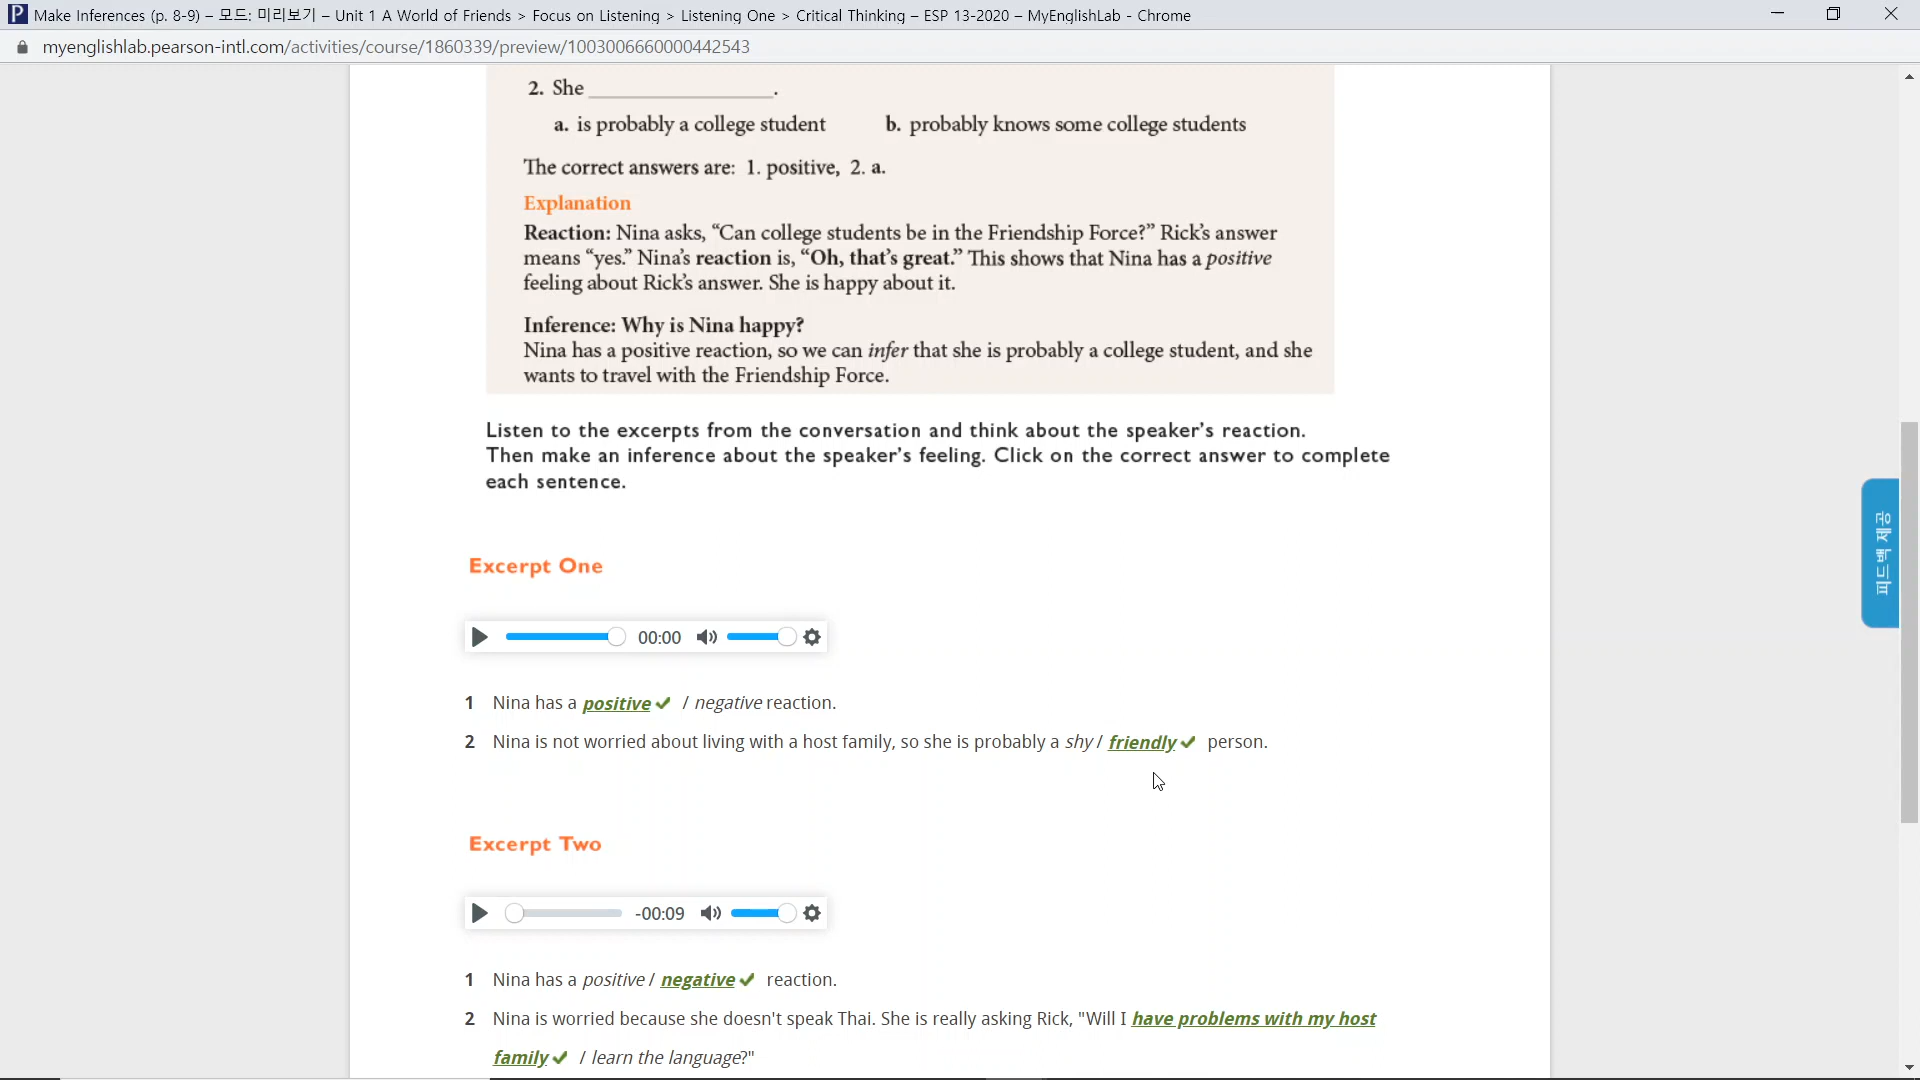 Make Inferences (p. 8-9) – 모드: 미리보기 – Unit 1 A World of Friends > Focus on Listening > Listening One > Critical Thinking – ESP 13-2020 – MyEnglishLab - Chrome
myenglishlab.pearson-intl.com/activities/course/1860339/preview/1003006660000442543
2. She ____________________.
a. is probably a college student b. probably knows some college students
The correct answers are: 1. positive, 2. a.
Explanation
Reaction: Nina asks, “Can college students be in the Friendship Force?” Rick’s answer
means “yes.” Nina’s reaction is, “Oh, that’s great.” This shows that Nina has a positive
feeling about Rick’s answer. She is happy about it.
Inference: Why is Nina happy?
Nina has a positive reaction, so we can infer that she is probably a college student, and she
wants to travel with the Friendship Force.
Listen to the excerpts from the conversation and think about the speaker’s reaction.
Then make an inference about the speaker’s feeling. Click on the correct answer to complete
each sentence.
피드백 제공
Excerpt One
00:00
1 Nina has a positive / negative reaction.
2 Nina is not worried about living with a host family, so she is probably a shy / friendly person.
Excerpt Two
-00:09
1 Nina has a positive / negative reaction.
2 Nina is worried because she doesn't speak Thai. She is really asking Rick, "Will I have problems with my host
family / learn the language?"